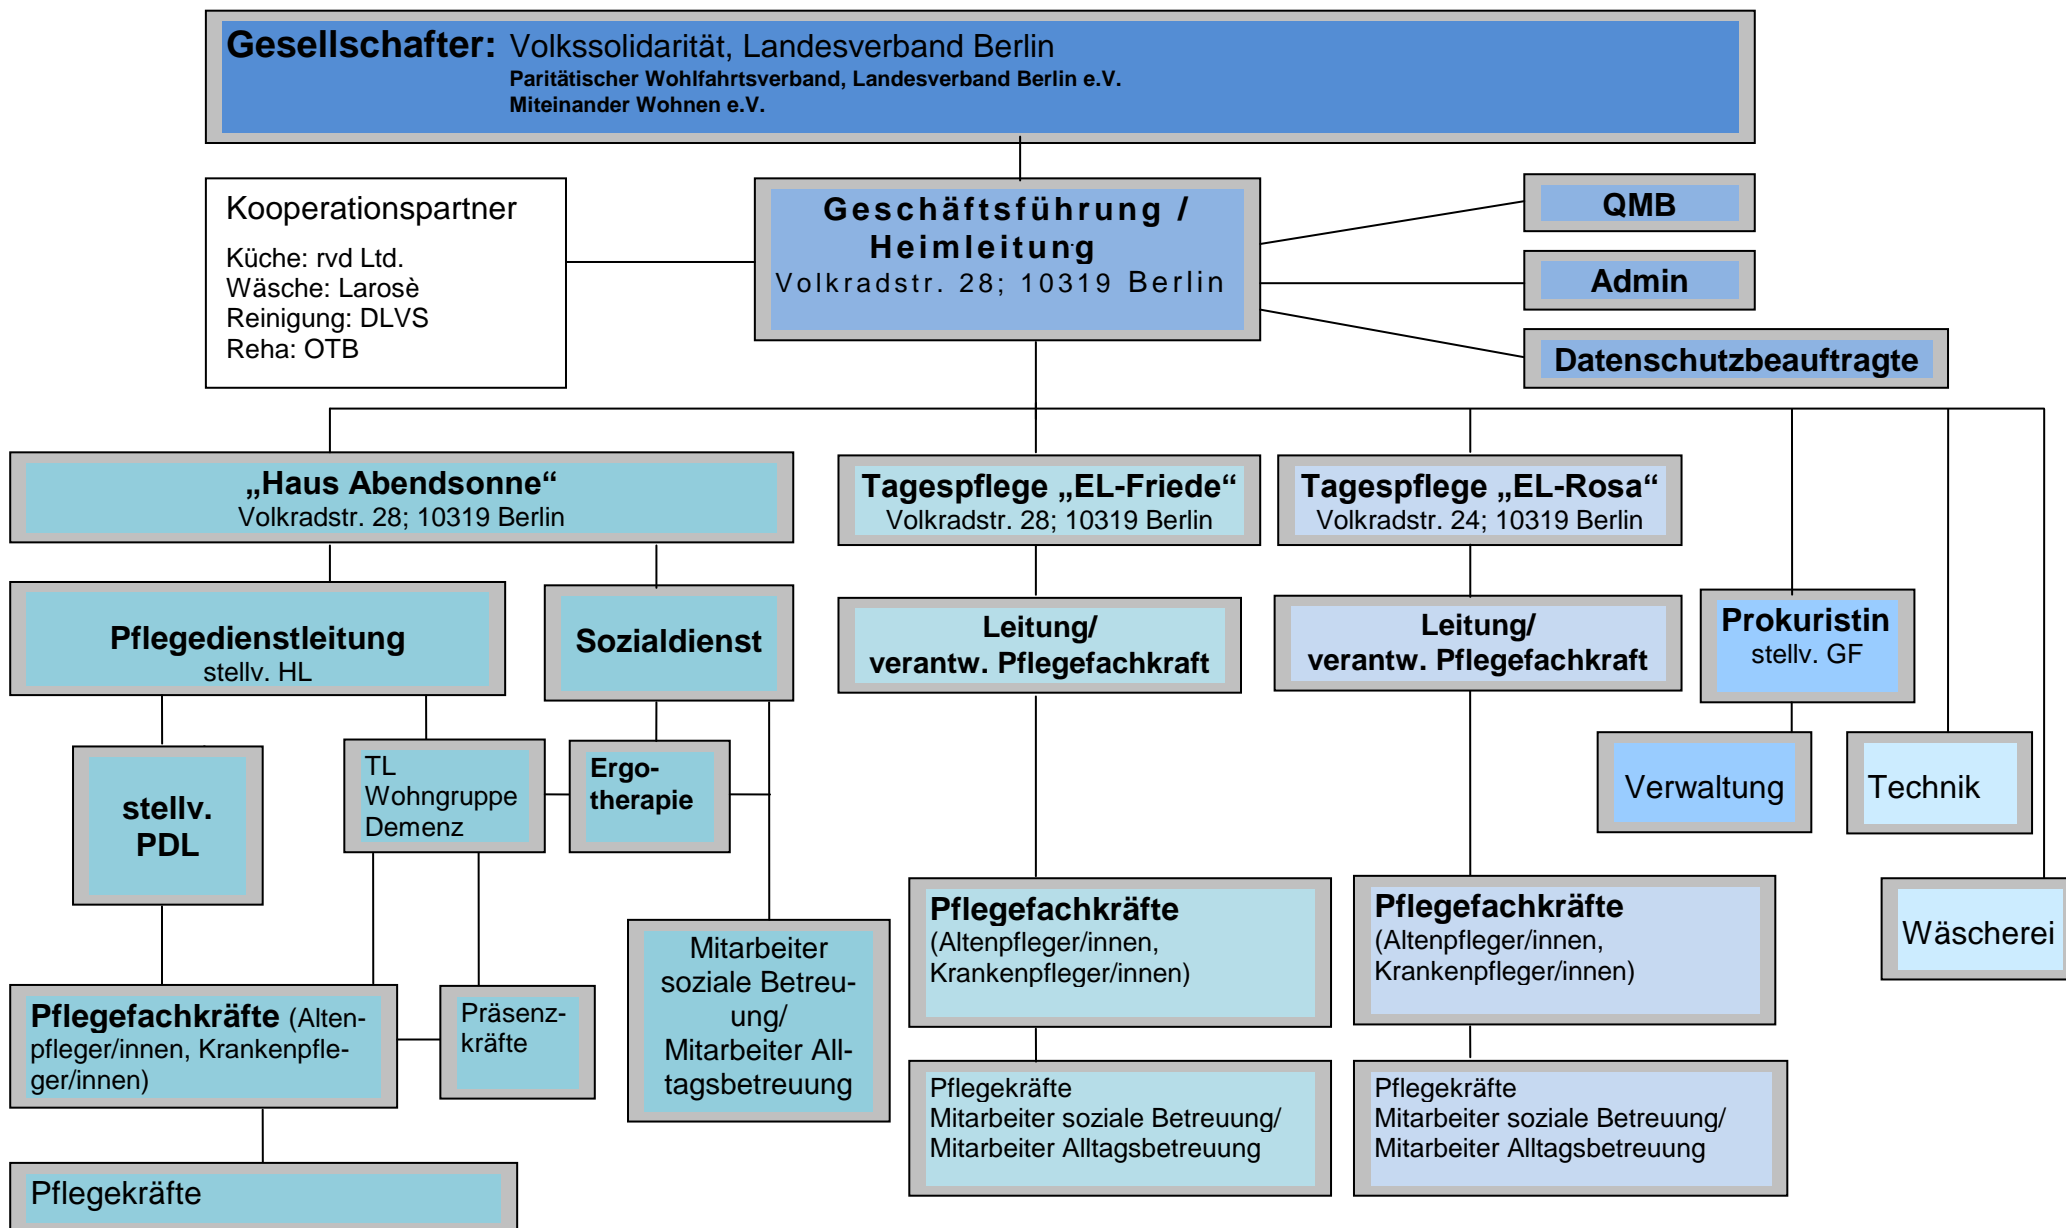 Gesellschafter: Volkssolidarität, Landesverband Berlin
Paritätischer Wohlfahrtsverband, Landesverband Berlin e.V.
Miteinander Wohnen e.V.
Kooperationspartner
Küche: rvd Ltd.
Wäsche: Larosè
Reinigung: DLVS
Reha: OTB
Geschäftsführung /
Heimleitung
Volkradstr. 28; 10319 Berlin
QMB
Admin
Datenschutzbeauftragte
„Haus Abendsonne“
Volkradstr. 28; 10319 Berlin
Tagespflege „EL-Friede“
Volkradstr. 28; 10319 Berlin
Tagespflege „EL-Rosa“
Volkradstr. 24; 10319 Berlin
Pflegedienstleitung
stellv. HL
Sozialdienst
Leitung/
verantw. Pflegefachkraft
Leitung/
verantw. Pflegefachkraft
Prokuristin
stellv. GF
stellv.
PDL
TL
Wohngruppe
Demenz
Ergo-
therapie
Verwaltung
Technik
Mitarbeiter
soziale Betreu-
ung/
Mitarbeiter All-
tagsbetreuung
Pflegefachkräfte
(Altenpfleger/innen,
Krankenpfleger/innen)
Pflegefachkräfte
(Altenpfleger/innen,
Krankenpfleger/innen)
Wäscherei
Pflegefachkräfte (Alten-
pfleger/innen, Krankenpfle-
ger/innen)
Präsenz-
kräfte
Pflegekräfte
Mitarbeiter soziale Betreuung/
Mitarbeiter Alltagsbetreuung
Pflegekräfte
Mitarbeiter soziale Betreuung/
Mitarbeiter Alltagsbetreuung
Pflegekräfte